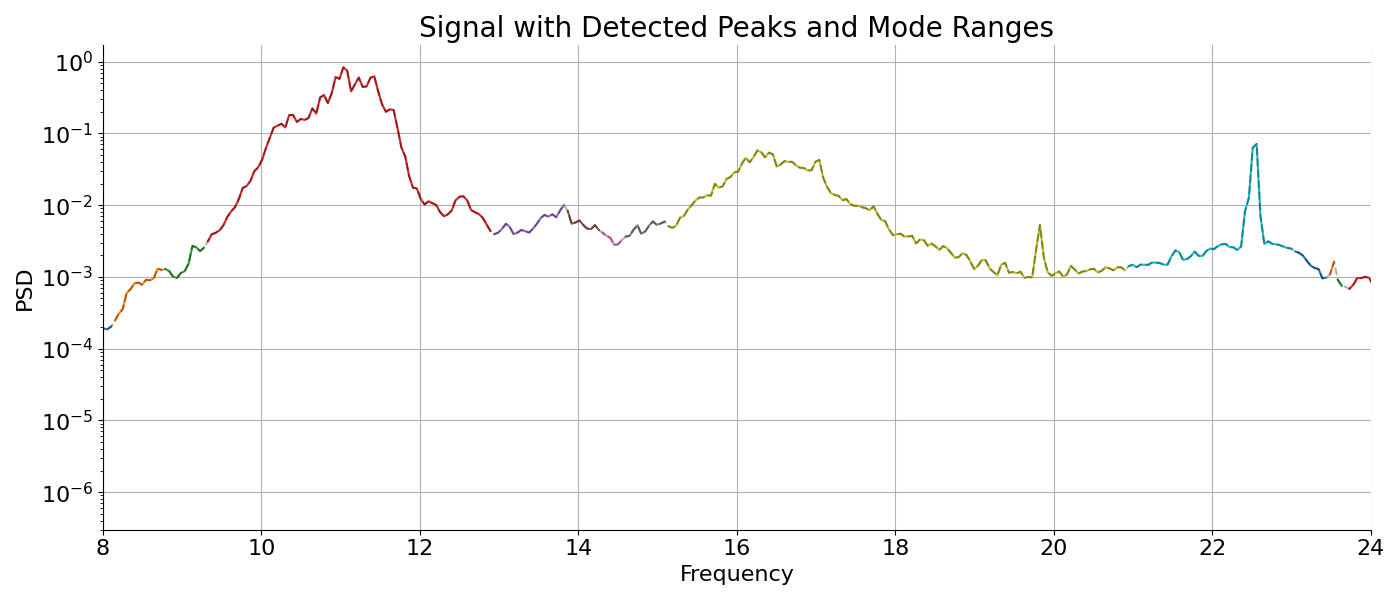 Signal with Detected Peaks and Mode Ranges
PSD
10⁰
10⁻¹
10⁻²
10⁻³
10⁻⁴
10⁻⁵
10⁻⁶
8 10 12 14 16 18 20 22 24
Frequency